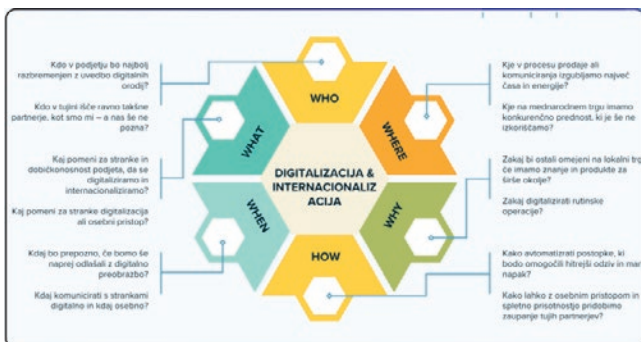 Kdo v podjetju bo najbolj
razbremenjen z uvedbo digitalnih
orodij?
Kdo v tujini išče ravno takšne
partnerje, kot smo mi – a nas še ne
pozna?
Kaj pomeni za stranke in
dobičkonosnost podjeta, da se
digitaliziramo in
internacionaliziramo?
Kaj pomeni za stranke digitalizacija
ali osebni pristop?
Kdaj bo prepozno, če bomo še
naprej odlašali z digitalno
preobrazbo?
Kdaj komunicirati s strankami
digitalno in kdaj osebno?
WHO
WHAT
WHERE
DIGITALIZACIJA &
INTERNACIONALIZ
ACIJA
WHEN
WHY
HOW
Kje v procesu prodaje ali
komuniciranja izgubljamo največ
časa in energije?
Kje na mednarodnem trgu imamo
konkurenčno prednost, ki je še ne
izkoriščamo?
Zakaj bi ostali omejeni na lokalni trg
če imamo znanje in produkte za
širše okolje?
Zakaj digitalizirati rutinske
operacije?
Kako avtomatizirati postopke, ki
bodo omogočili hitrejši odziv in man
napak?
Kako lahko z osebnim pristopom in
spletno prisotnostjo pridobimo
zaupanje tujih partnerjev?